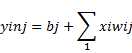 yinj = bj + ∑ xiwij
1